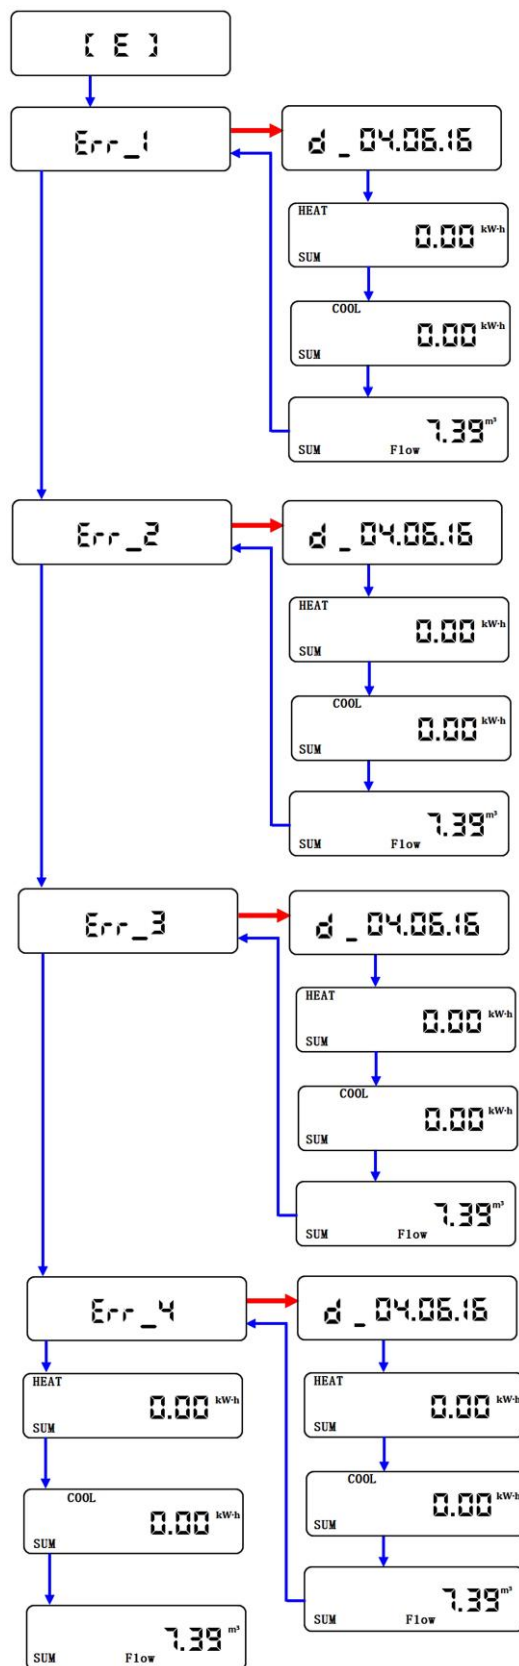 [ E ]
Err_1
d _ 04.06.16
HEAT
0.00 kW·h
SUM
COOL
0.00 kW·h
SUM
7.39 m³
SUM Flow
Err_2
d _ 04.06.16
HEAT
0.00 kW·h
SUM
COOL
0.00 kW·h
SUM
7.39 m³
SUM Flow
Err_3
d _ 04.06.16
HEAT
0.00 kW·h
SUM
COOL
0.00 kW·h
SUM
7.39 m³
SUM Flow
Err_4
d _ 04.06.16
HEAT
0.00 kW·h
SUM
COOL
0.00 kW·h
SUM
7.39 m³
SUM Flow
HEAT
0.00 kW·h
SUM
COOL
0.00 kW·h
SUM
7.39 m³
SUM Flow